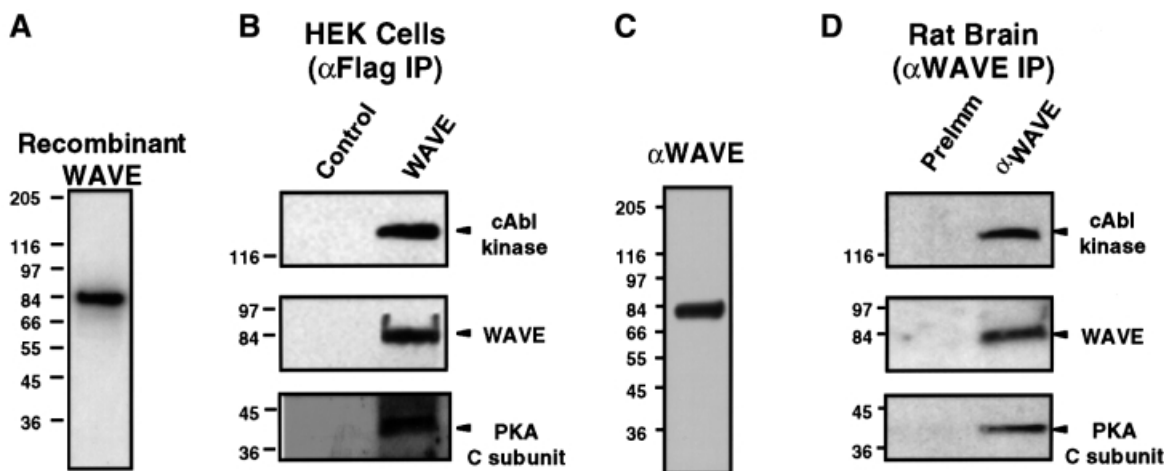 A
Recombinant
WAVE
205
116
97
84
66
55
45
36
B
HEK Cells
(αFlag IP)
Control
WAVE
116
cAbl
kinase
97
84
WAVE
45
36
PKA
C subunit
C
αWAVE
205
116
97
84
66
55
45
36
D
Rat Brain
(αWAVE IP)
PreImm
αWAVE
116
cAbl
kinase
97
84
WAVE
45
36
PKA
C subunit